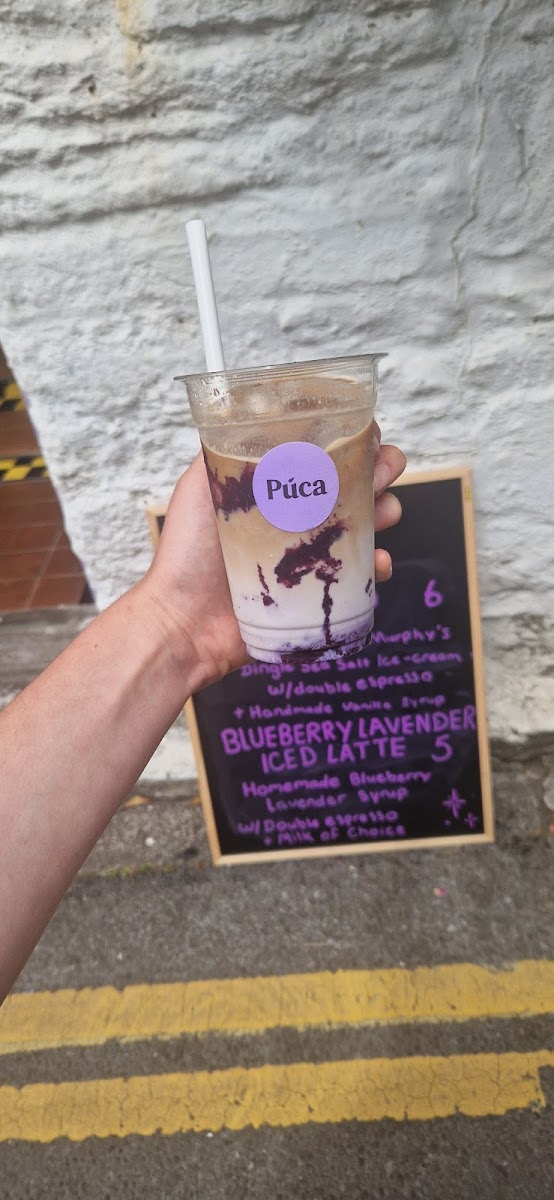 Púca
6
Murphy's
Dingle Sea Salt Ice-cream
w/double espresso
+ Handmade Vanilla Syrup
BLUEBERRY LAVENDER
ICED LATTE 5
Homemade Blueberry
Lavender Syrup
w/ Double espresso
+ Milk of Choice